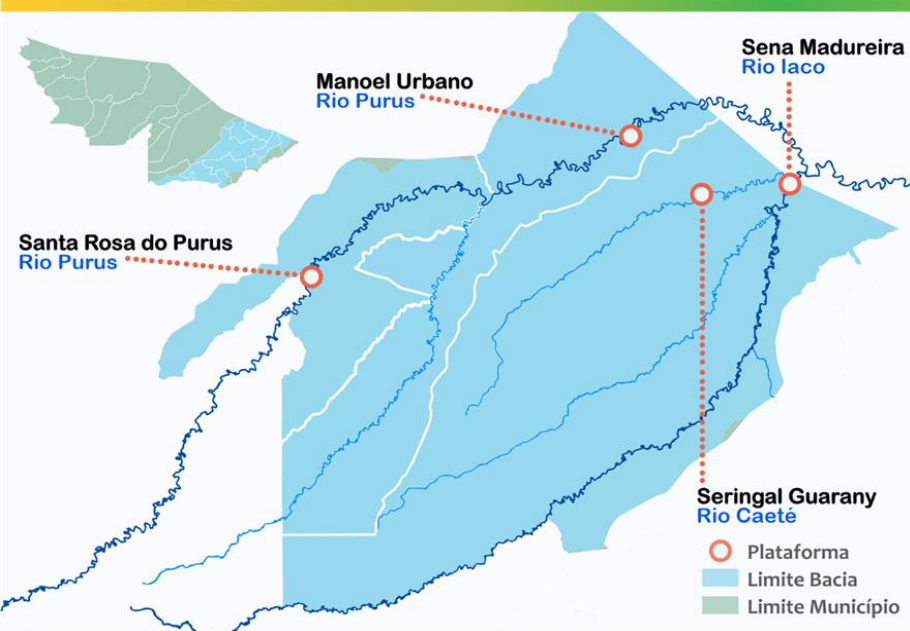 Sena Madureira
Rio Iaco
Manoel Urbano
Rio Purus
Santa Rosa do Purus
Rio Purus
Seringal Guarany
Rio Caeté
Plataforma
Limite Bacia
Limite Município